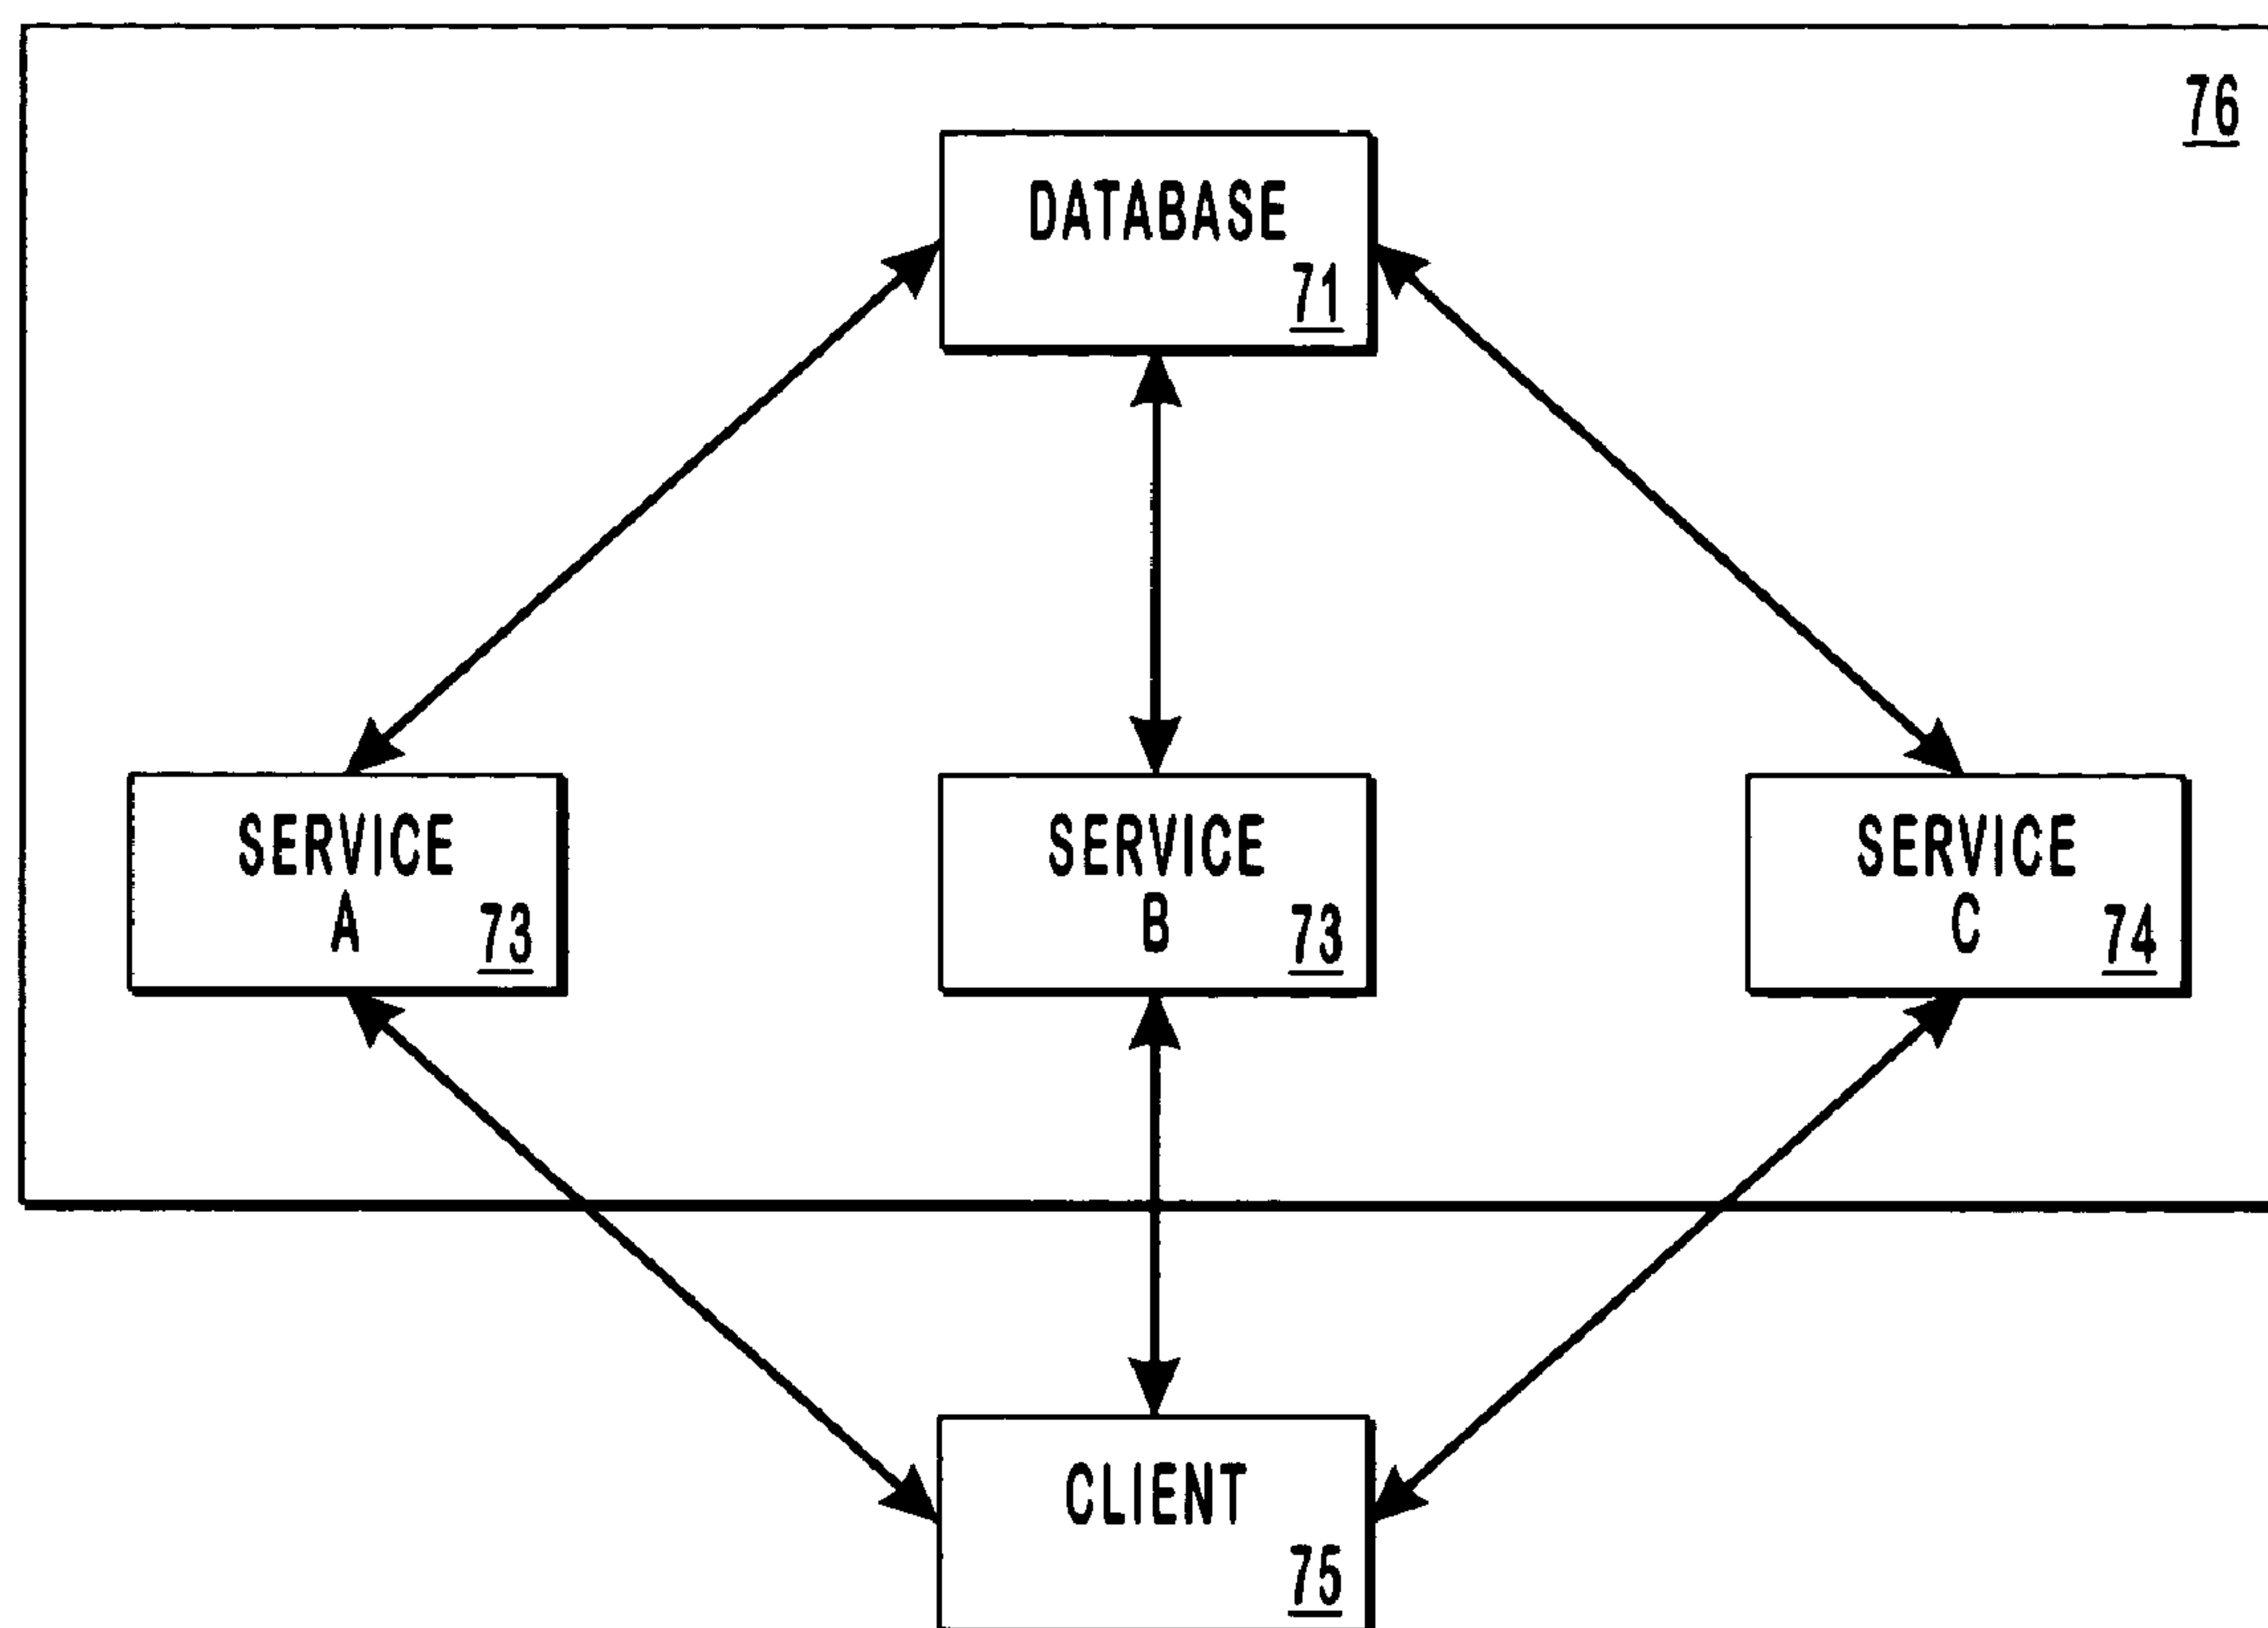 76
DATABASE
71
SERVICE
A
73
SERVICE
B
73
SERVICE
C
74
CLIENT
75